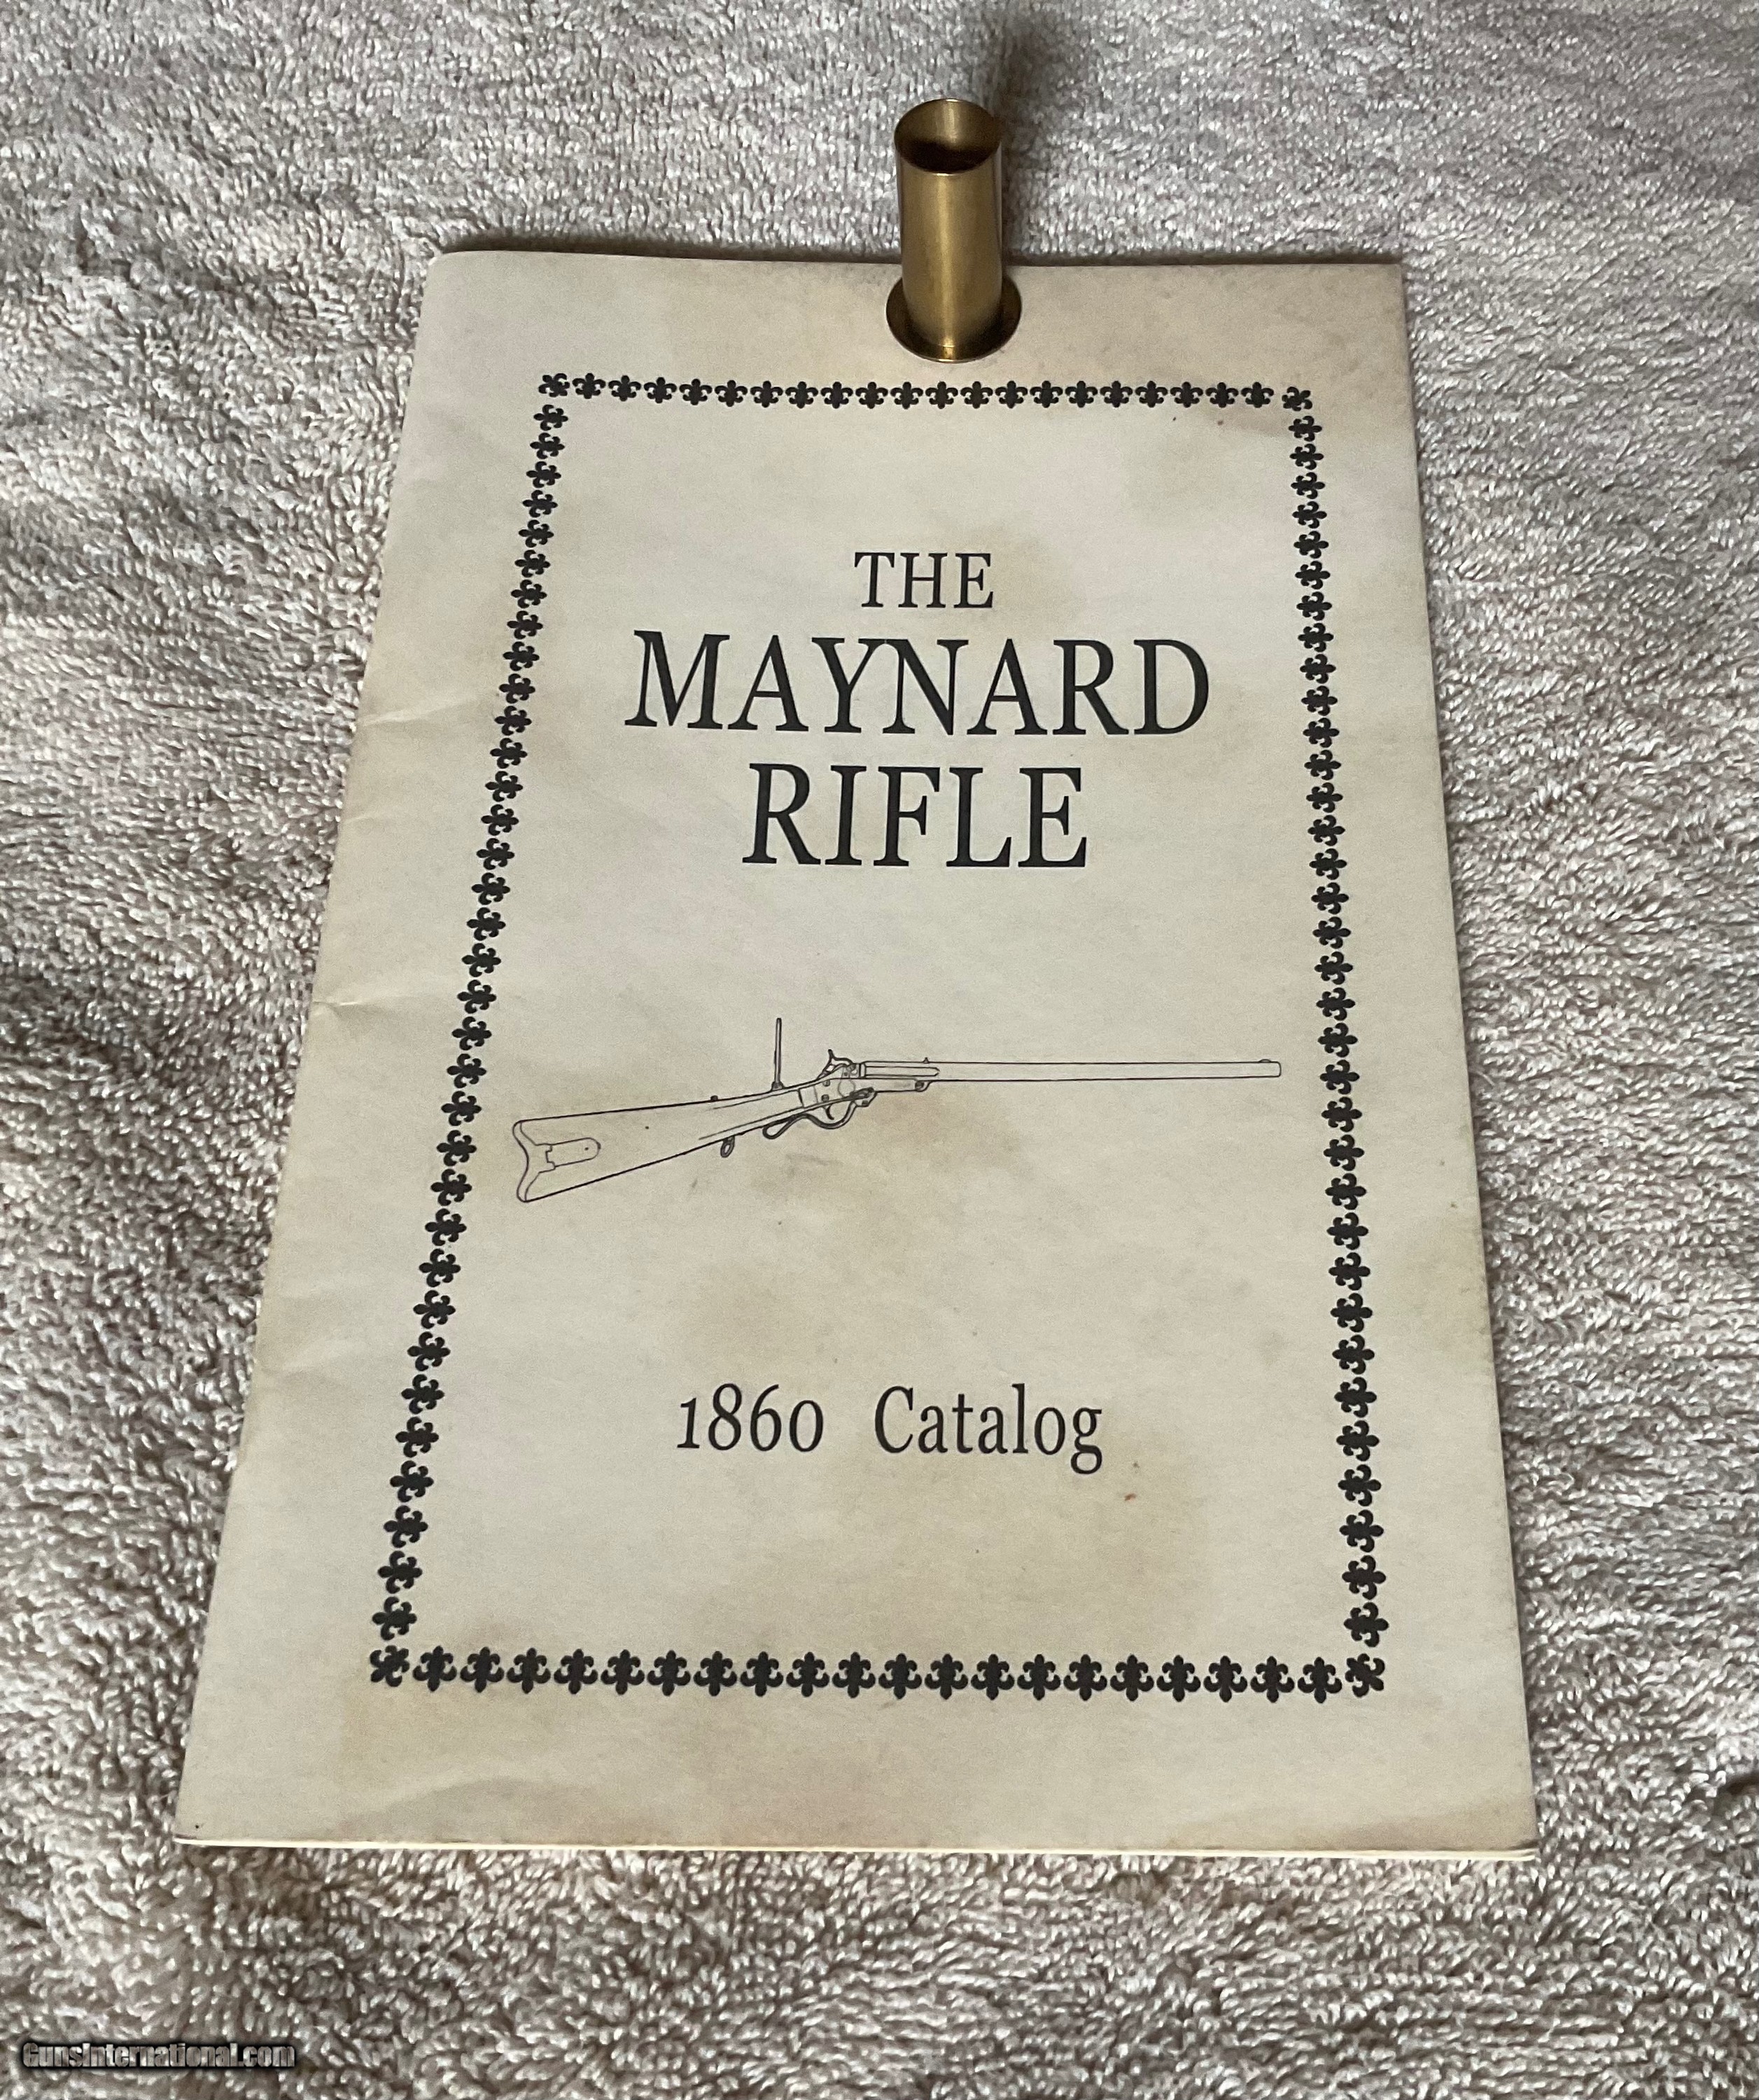 THE
MAYNARD
RIFLE
1860 Catalog
GunsInternational.com